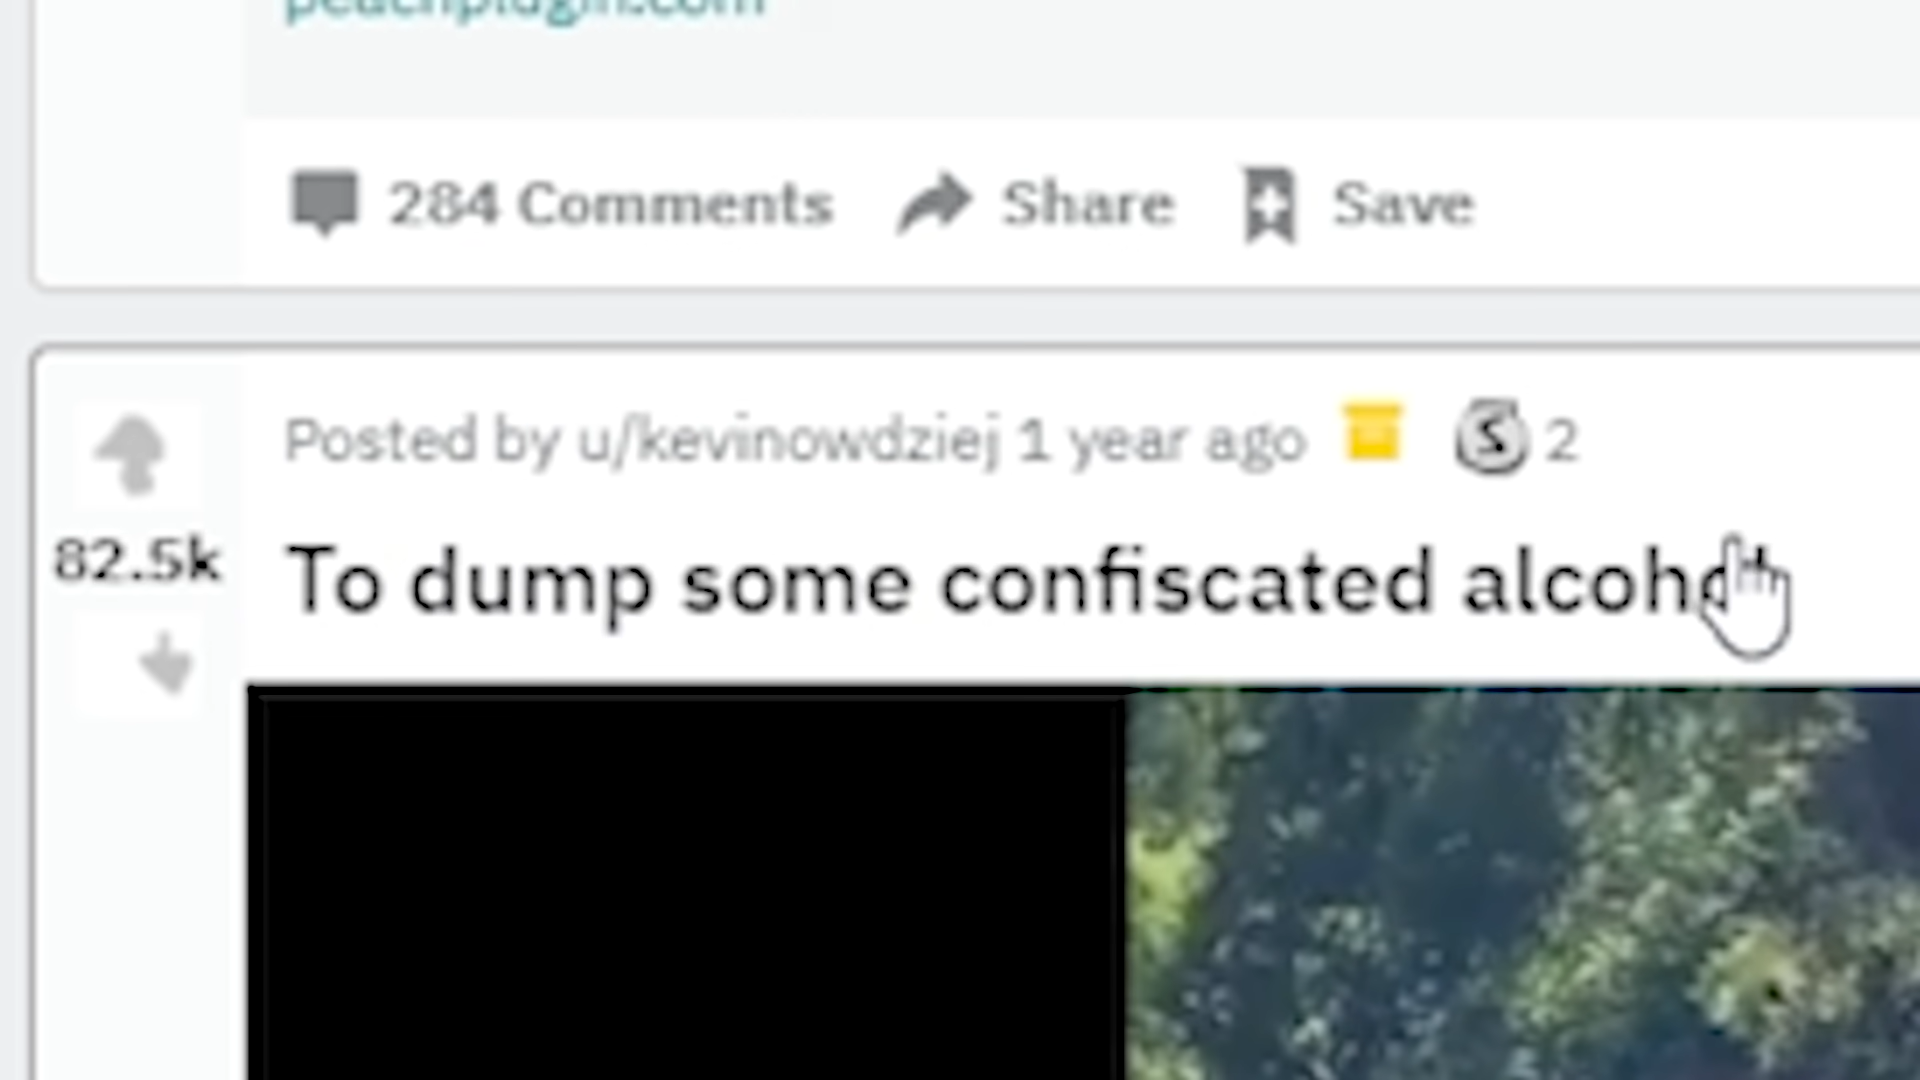 peachplugin.com
284 Comments Share Save
Posted by u/kevinowdziej 1 year ago 2
82.5k
To dump some confiscated alcoho